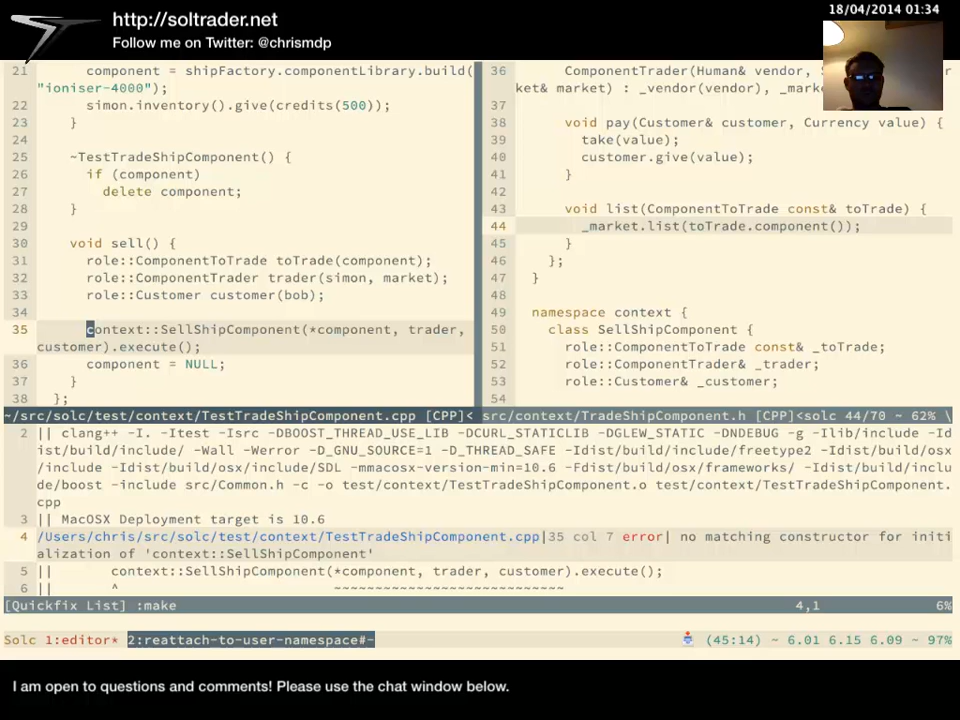 http://soltrader.net
Follow me on Twitter: @chrismdp
18/04/2014 01:34
21 component = shipFactory.componentLibrary.build(
"ioniser-4000");
22 simon.inventory().give(credits(500));
23 }
24
25 ~TestTradeShipComponent() {
26 if (component)
27 delete component;
28 }
29
30 void sell() {
31 role::ComponentToTrade toTrade(component);
32 role::ComponentTrader trader(simon, market);
33 role::Customer customer(bob);
34
35 context::SellShipComponent(*component, trader,
customer).execute();
36 component = NULL;
37 }
38 };
~/src/solc/test/context/TestTradeShipComponent.cpp [CPP]<
36 ComponentTrader(Human& vendor,
ket& market) : _vendor(vendor),
37
38 void pay(Customer& customer, Currency value) {
39 take(value);
40 customer.give(value);
41 }
42
43 void list(ComponentToTrade const& toTrade) {
44 _market.list(toTrade.component());
45 }
46 };
47 }
48
49 namespace context {
50 class SellShipComponent {
51 role::ComponentToTrade const& _toTrade;
52 role::ComponentTrader& _trader;
53 role::Customer& _customer;
54
src/context/TradeShipComponent.h [CPP]<solc 44/70 ~ 62% \
2 || clang++ -I. -Itest -Isrc -DBOOST_THREAD_USE_LIB -DCURL_STATICLIB -DGLEW_STATIC -DNDEBUG -g -Ilib/include -Id
ist/build/include/ -Wall -Werror -D_GNU_SOURCE=1 -D_THREAD_SAFE -Idist/build/include/freetype2 -Idist/build/osx
/include -Idist/build/osx/include/SDL -mmacosx-version-min=10.6 -Fdist/build/osx/frameworks/ -Idist/build/inclu
de/boost -include src/Common.h -c -o test/context/TestTradeShipComponent.o test/context/TestTradeShipComponent.
cpp
3 || MacOSX Deployment target is 10.6
4 /Users/chris/src/solc/test/context/TestTradeShipComponent.cpp|35 col 7 error| no matching constructor for initi
alization of 'context::SellShipComponent'
5 || context::SellShipComponent(*component, trader, customer).execute();
6 || ^ ~~~~~~~~~~~~~~~~~~~~~~~~~~~~
[Quickfix List] :make 4,1 6%
Solc 1:editor* 2:reattach-to-user-namespace#- (45:14) ~ 6.01 6.15 6.09 ~ 97%
I am open to questions and comments! Please use the chat window below.